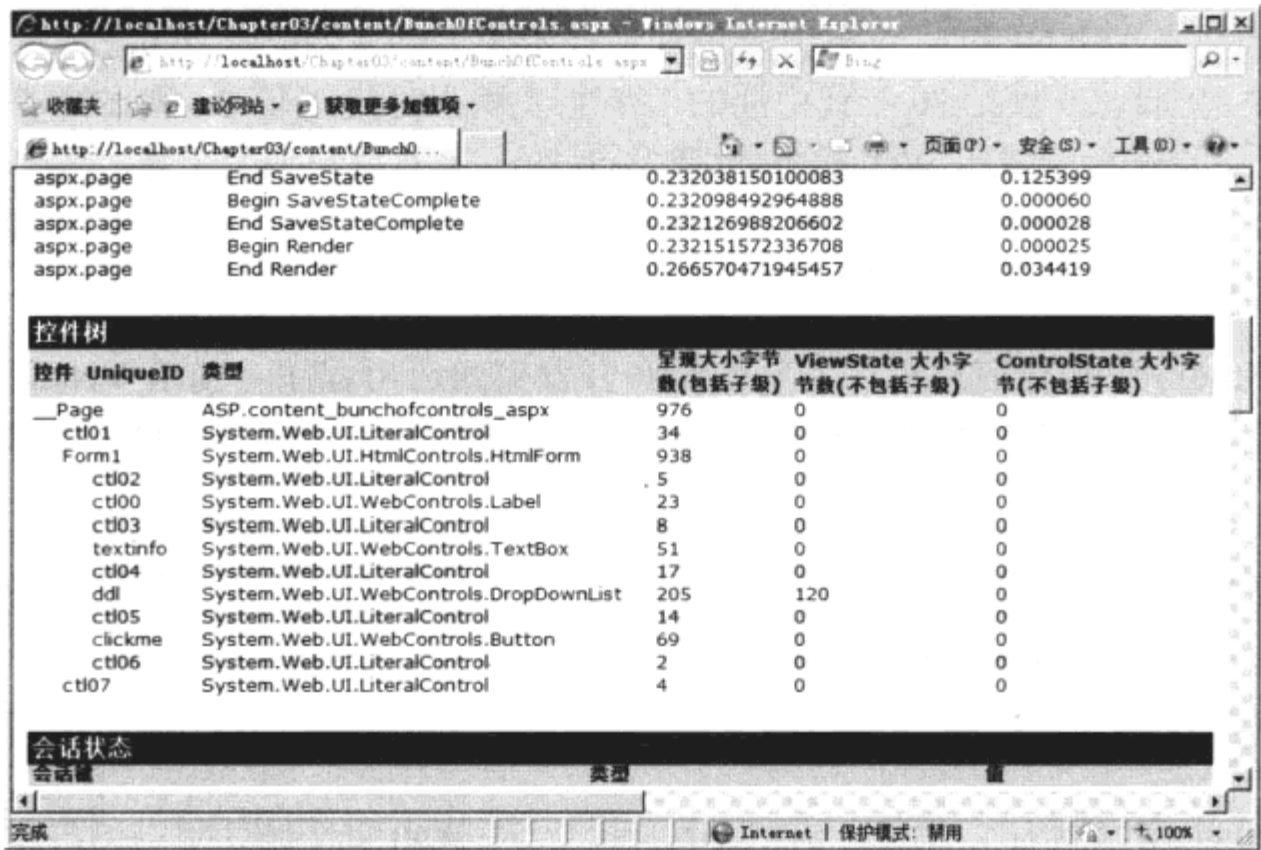 http://localhost/Chapter03/content/BunchOfControls.aspx - Windows Internet Explorer
http://localhost/Chapter03/content/BunchOfControls.aspx Bing
收藏夹 建议网站 获取更多加载项
http://localhost/Chapter03/content/BunchO... 页面(P) 安全(S) 工具(O)
aspx.page End SaveState 0.232038150100083 0.125399
aspx.page Begin SaveStateComplete 0.232098492964888 0.000060
aspx.page End SaveStateComplete 0.232126988206602 0.000028
aspx.page Begin Render 0.232151572336708 0.000025
aspx.page End Render 0.266570471945457 0.034419
控件树
控件 UniqueID 类型 呈现大小字节数(包括子级) ViewState 大小字节数(不包括子级) ControlState 大小字节(不包括子级)
__Page ASP.content_bunchofcontrols_aspx 976 0 0
ctl01 System.Web.UI.LiteralControl 34 0 0
Form1 System.Web.UI.HtmlControls.HtmlForm 938 0 0
ctl02 System.Web.UI.LiteralControl 5 0 0
ctl00 System.Web.UI.WebControls.Label 23 0 0
ctl03 System.Web.UI.LiteralControl 8 0 0
textinfo System.Web.UI.WebControls.TextBox 51 0 0
ctl04 System.Web.UI.LiteralControl 17 0 0
ddl System.Web.UI.WebControls.DropDownList 205 120 0
ctl05 System.Web.UI.LiteralControl 14 0 0
clickme System.Web.UI.WebControls.Button 69 0 0
ctl06 System.Web.UI.LiteralControl 2 0 0
ctl07 System.Web.UI.LiteralControl 4 0 0
会话状态
会话键 类型 值
完成 Internet | 保护模式: 禁用 100%